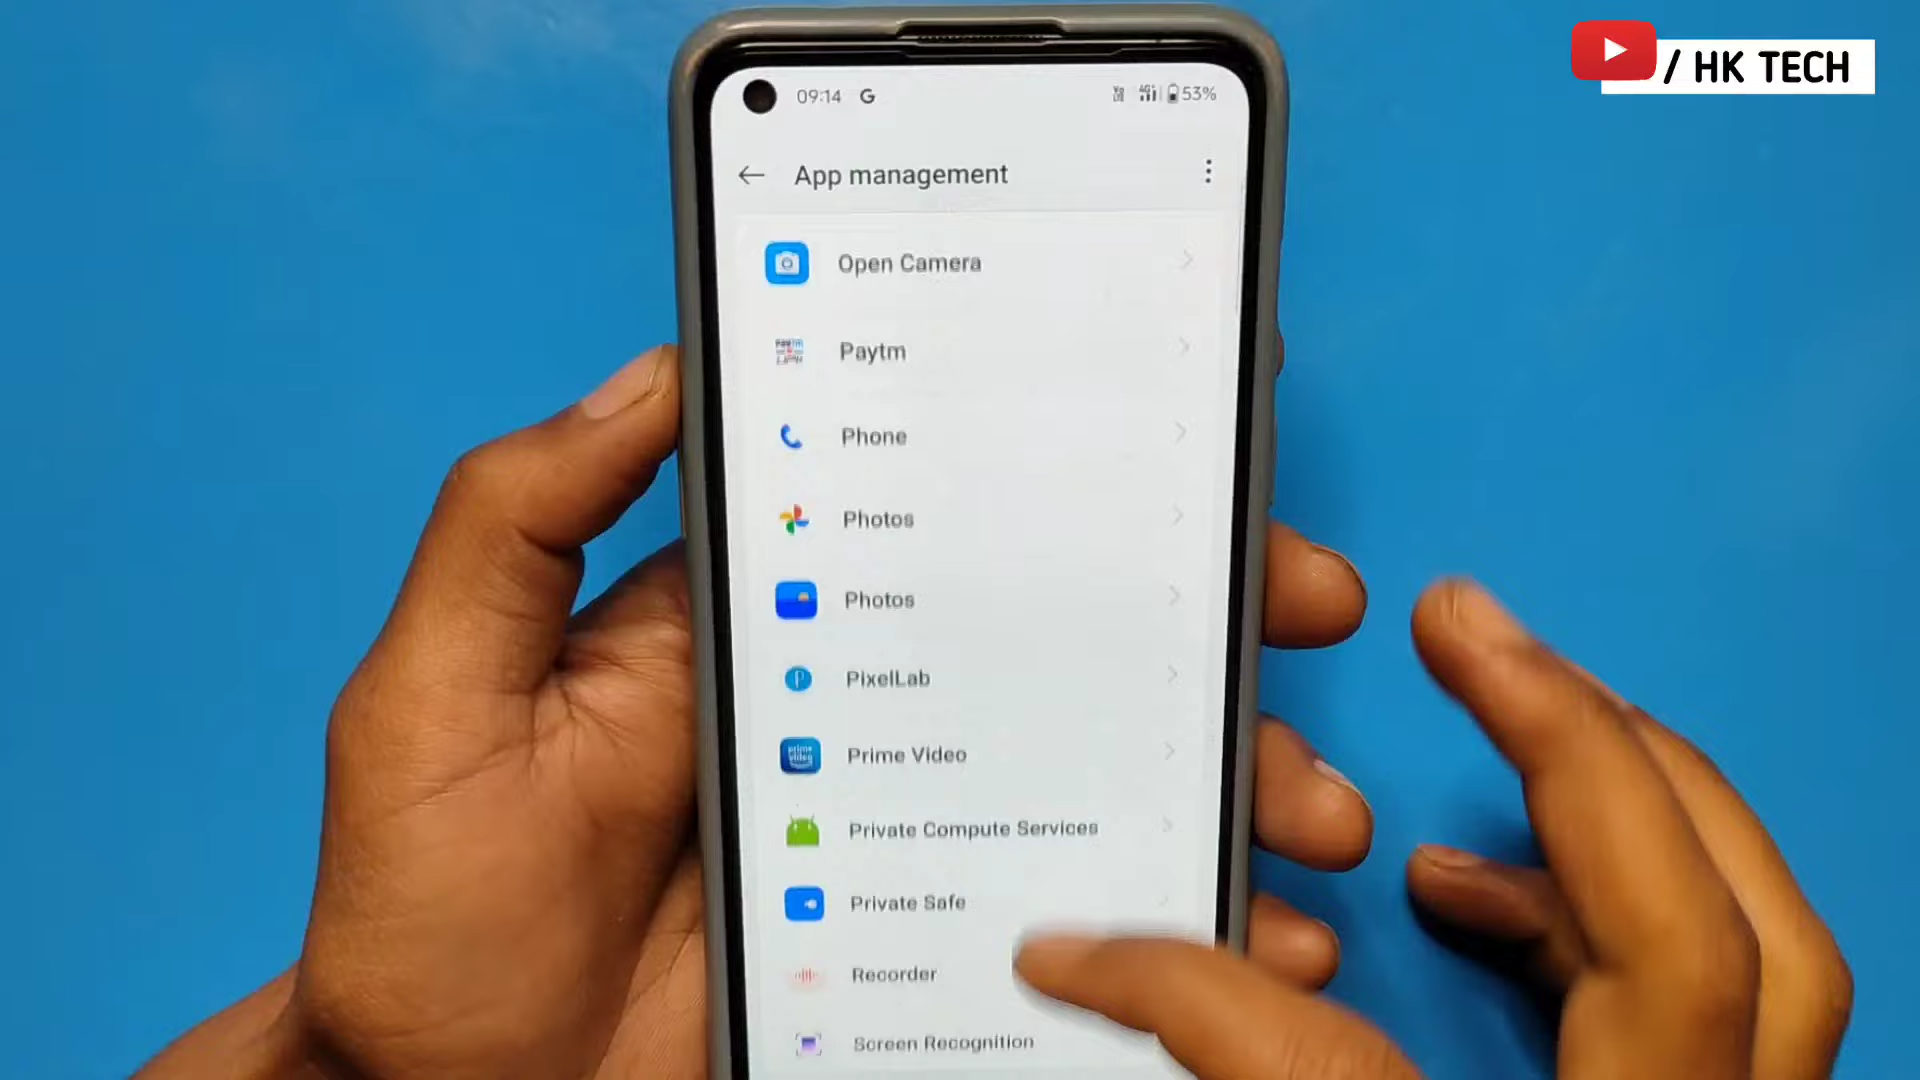 / HK TECH
09:14 G 53%
App management
Open Camera
Paytm
Phone
Photos
Photos
PixelLab
Prime Video
Private Compute Services
Private Safe
Recorder
Screen Recognition